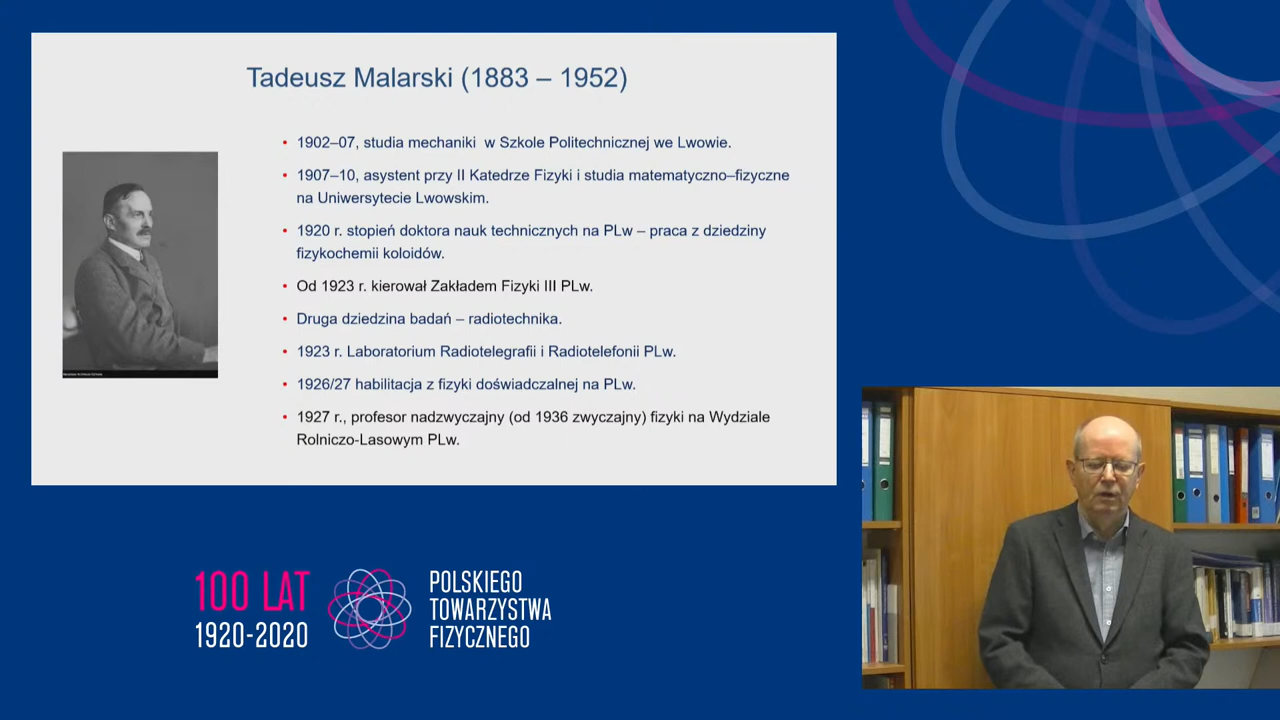 Tadeusz Malarski (1883 – 1952)
• 1902–07, studia mechaniki w Szkole Politechnicznej we Lwowie.
• 1907–10, asystent przy II Katedrze Fizyki i studia matematyczno–fizyczne
na Uniwersytecie Lwowskim.
• 1920 r. stopień doktora nauk technicznych na PLw – praca z dziedziny
fizykochemii koloidów.
• Od 1923 r. kierował Zakładem Fizyki III PLw.
• Druga dziedzina badań – radiotechnika.
• 1923 r. Laboratorium Radiotelegrafii i Radiotelefonii PLw.
• 1926/27 habilitacja z fizyki doświadczalnej na PLw.
• 1927 r., profesor nadzwyczajny (od 1936 zwyczajny) fizyki na Wydziale
Rolniczo-Lasowym PLw.
100 LAT
1920-2020
POLSKIEGO
TOWARZYSTWA
FIZYCZNEGO